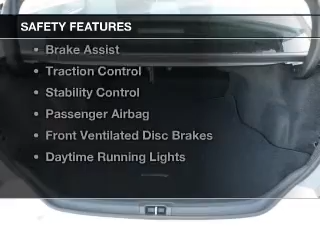 SAFETY FEATURES
• Brake Assist
• Traction Control
• Stability Control
• Passenger Airbag
• Front Ventilated Disc Brakes
• Daytime Running Lights